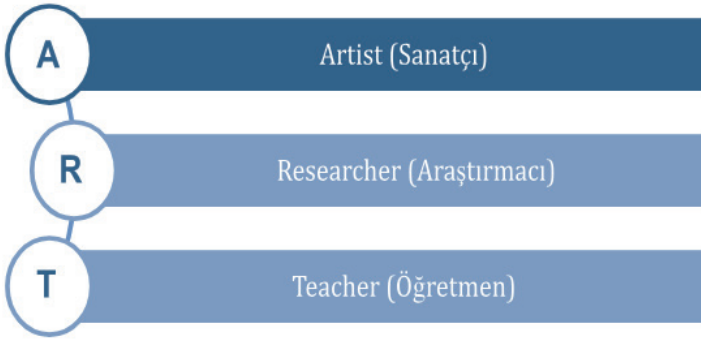 A
Artist (Sanatçı)
R
Researcher (Araştırmacı)
T
Teacher (Öğretmen)